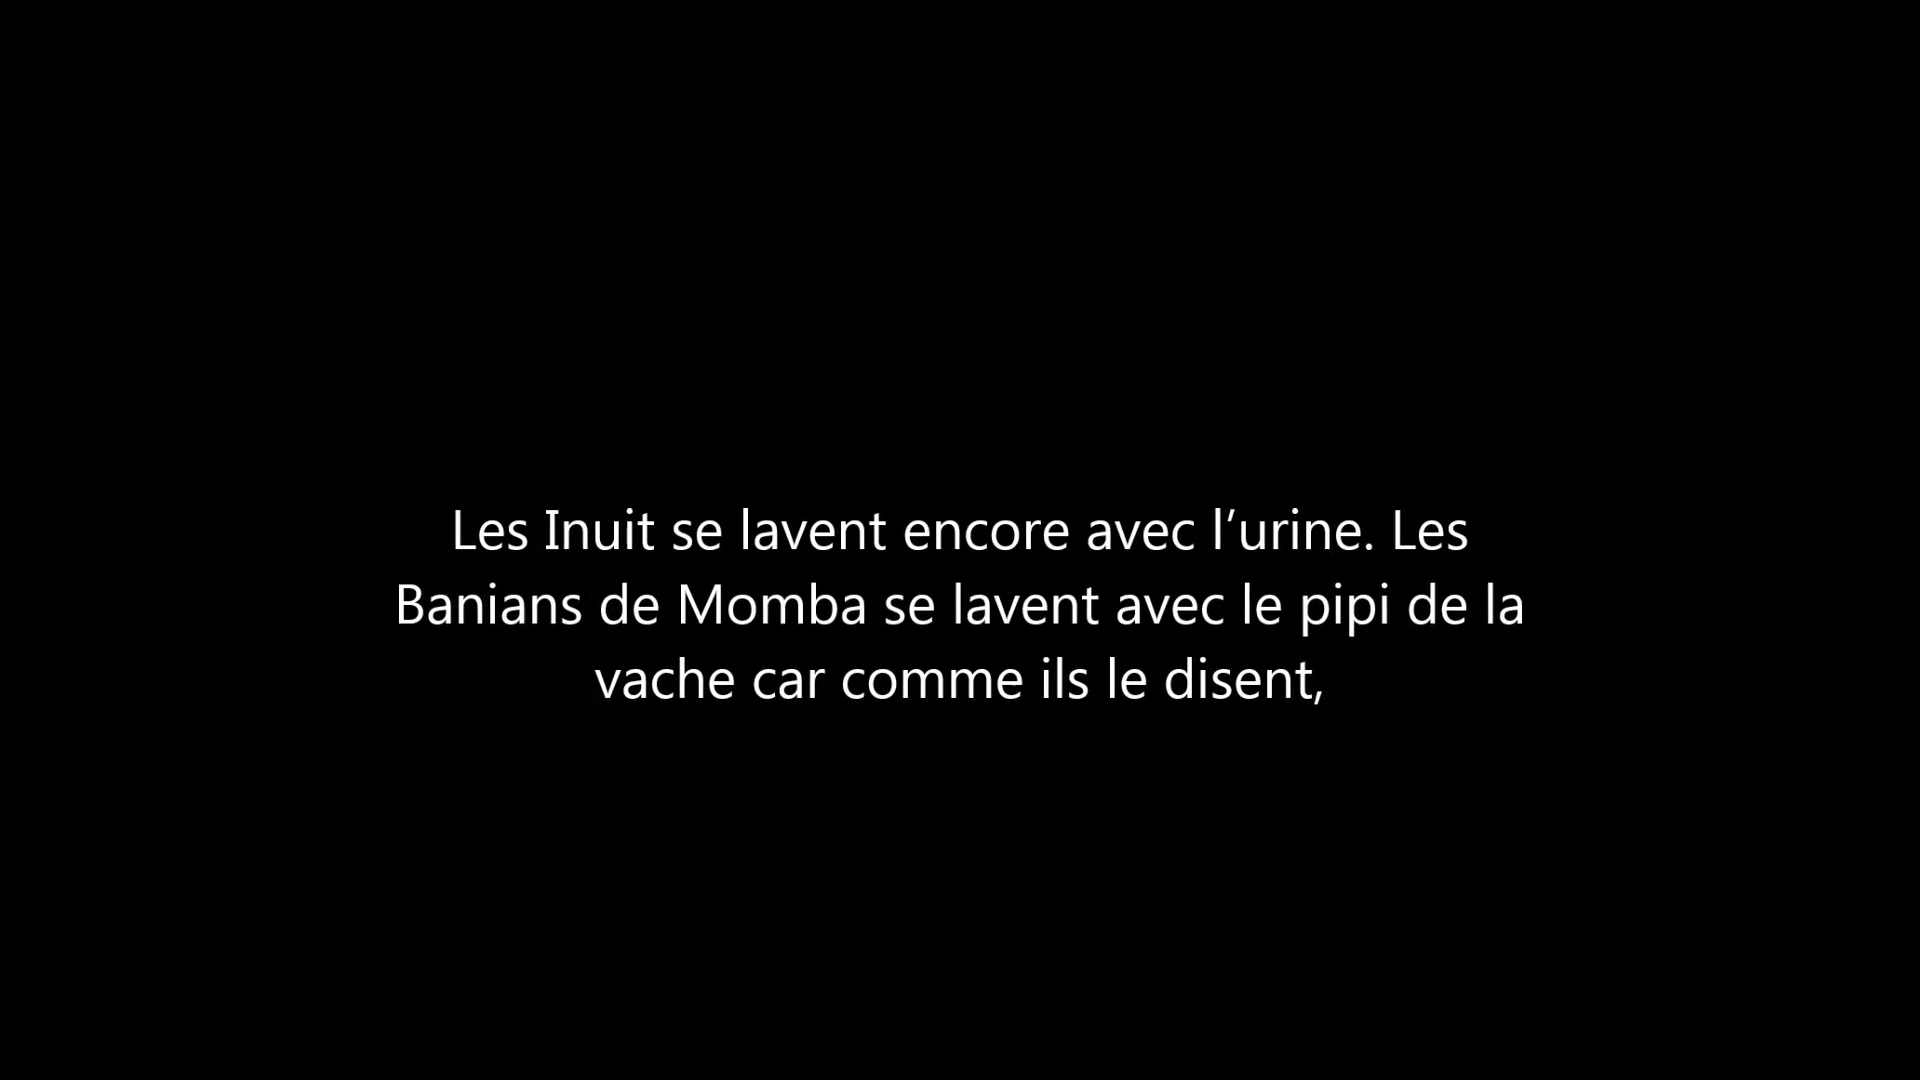 Les Inuit se lavent encore avec l’urine. Les
Banians de Momba se lavent avec le pipi de la
vache car comme ils le disent,